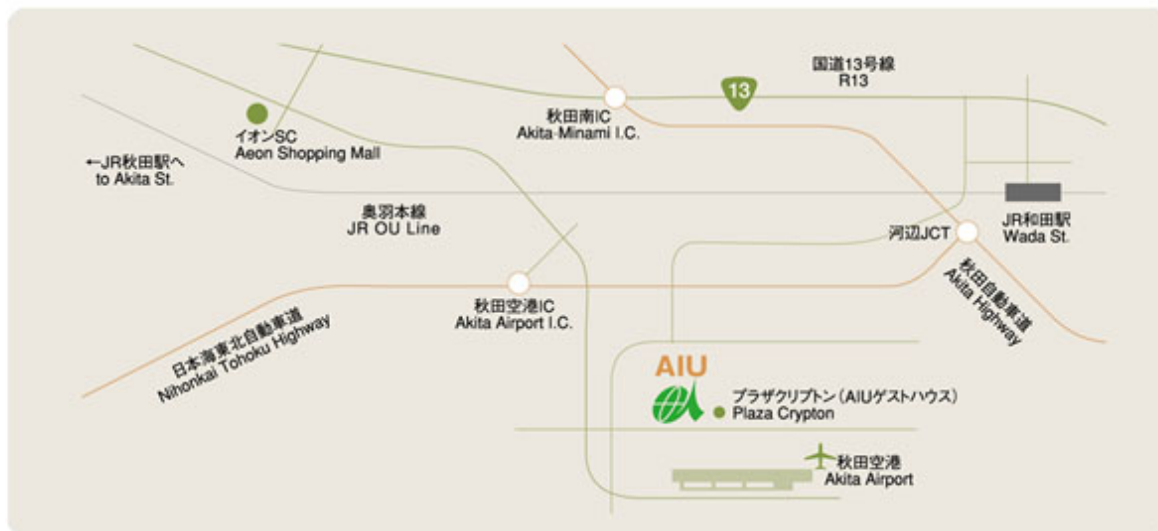 国道13号線
R13
13
秋田南IC
Akita-Minami I.C.
イオンSC
Aeon Shopping Mall
←JR秋田駅へ
to Akita St.
奥羽本線
JR OU Line
JR和田駅
Wada St.
河辺JCT
秋田自動車道
Akita Highway
秋田空港IC
Akita Airport I.C.
日本海東北自動車道
Nihonkai Tohoku Highway
AIU
プラザクリプトン（AIUゲストハウス）
Plaza Crypton
秋田空港
Akita Airport